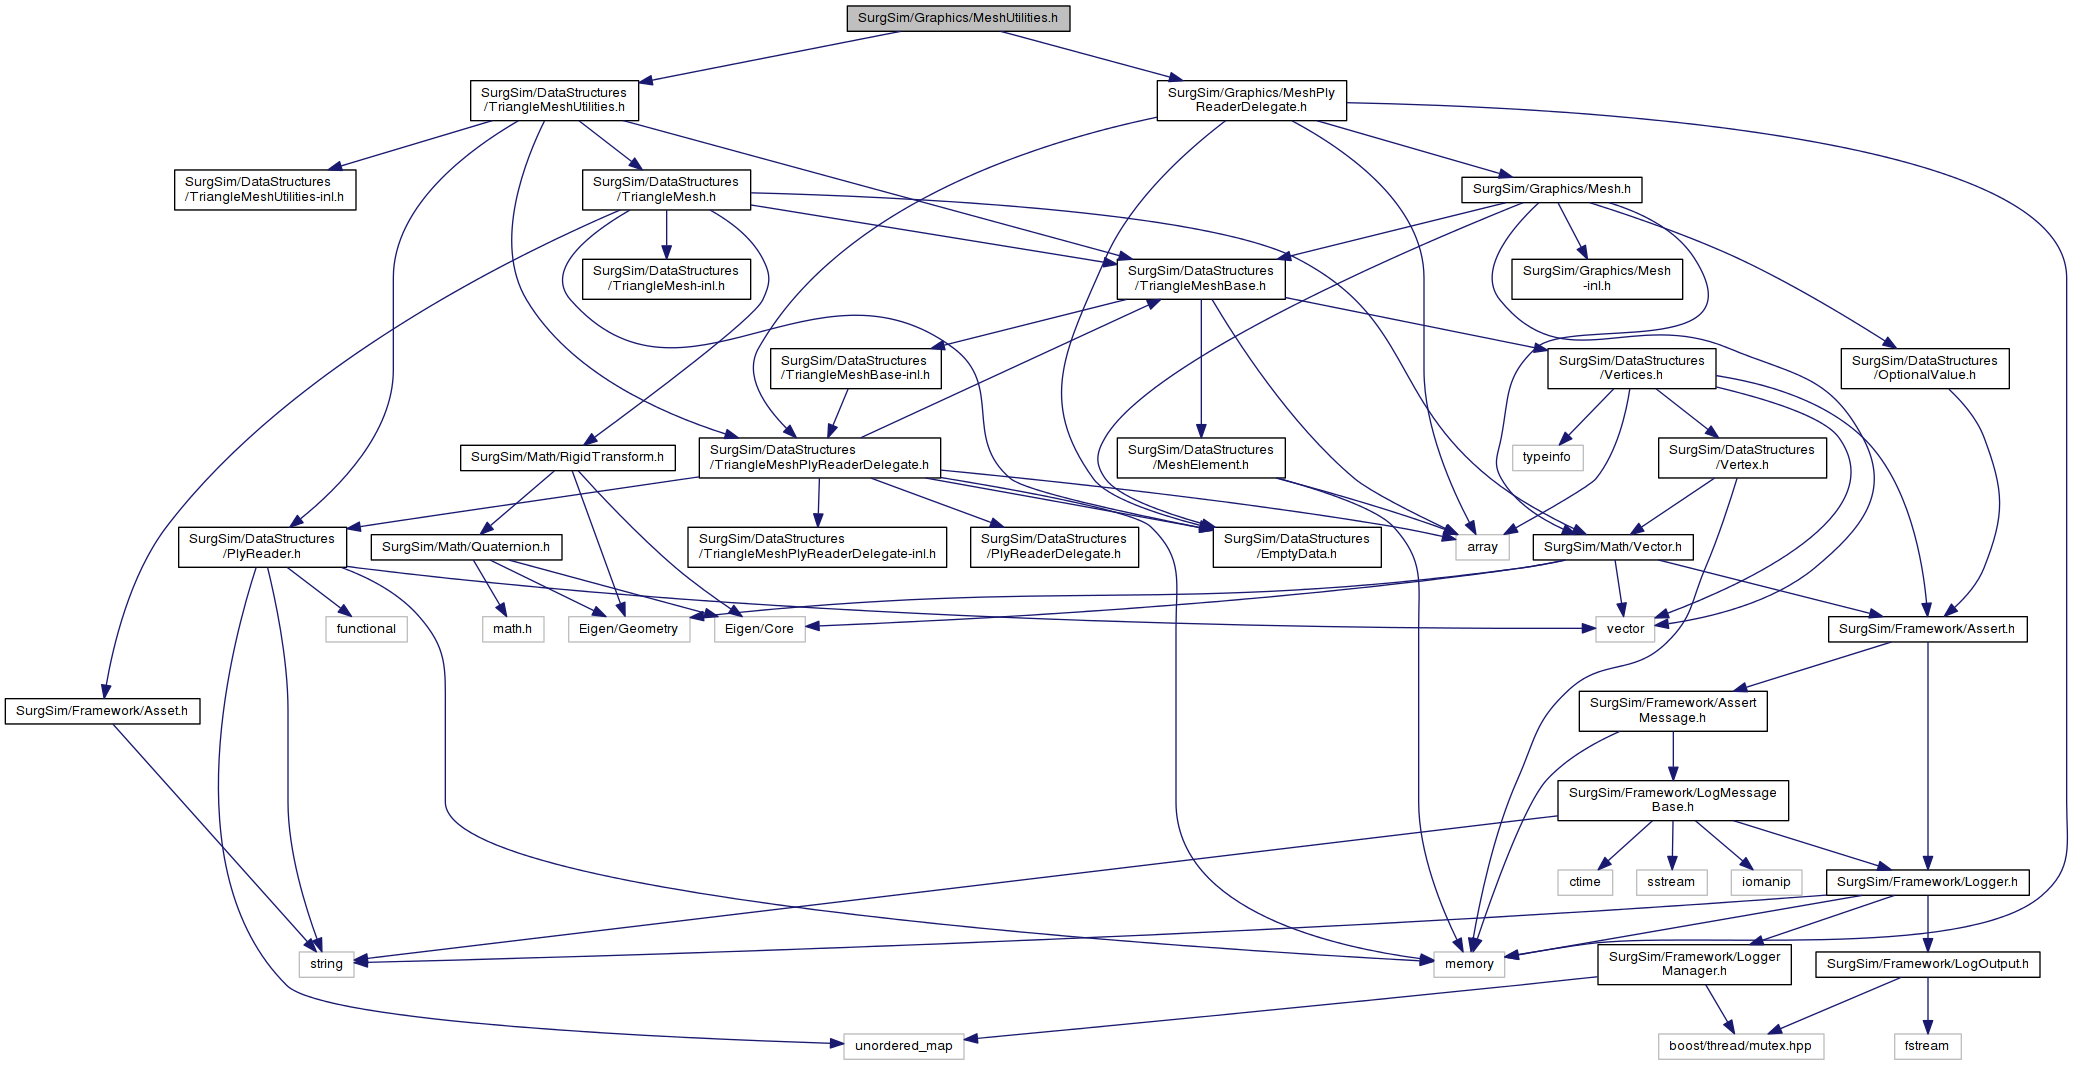 SurgSim/Graphics/MeshUtilities.h
SurgSim/DataStructures
/TriangleMeshUtilities.h
SurgSim/Graphics/MeshPly
ReaderDelegate.h
SurgSim/DataStructures
/TriangleMeshUtilities-inl.h
SurgSim/DataStructures
/TriangleMesh.h
SurgSim/Graphics/Mesh.h
SurgSim/DataStructures
/TriangleMesh-inl.h
SurgSim/DataStructures
/TriangleMeshBase.h
SurgSim/Graphics/Mesh
-inl.h
SurgSim/DataStructures
/TriangleMeshBase-inl.h
SurgSim/DataStructures
/Vertices.h
SurgSim/DataStructures
/OptionalValue.h
SurgSim/Math/RigidTransform.h
SurgSim/DataStructures
/TriangleMeshPlyReaderDelegate.h
SurgSim/DataStructures
/MeshElement.h
typeinfo
SurgSim/DataStructures
/Vertex.h
SurgSim/DataStructures
/PlyReader.h
SurgSim/Math/Quaternion.h
SurgSim/DataStructures
/TriangleMeshPlyReaderDelegate-inl.h
SurgSim/DataStructures
/PlyReaderDelegate.h
SurgSim/DataStructures
/EmptyData.h
array
SurgSim/Math/Vector.h
functional
math.h
Eigen/Geometry
Eigen/Core
vector
SurgSim/Framework/Assert.h
SurgSim/Framework/Asset.h
SurgSim/Framework/Assert
Message.h
SurgSim/Framework/LogMessage
Base.h
ctime
sstream
iomanip
SurgSim/Framework/Logger.h
string
memory
SurgSim/Framework/Logger
Manager.h
SurgSim/Framework/LogOutput.h
unordered_map
boost/thread/mutex.hpp
fstream